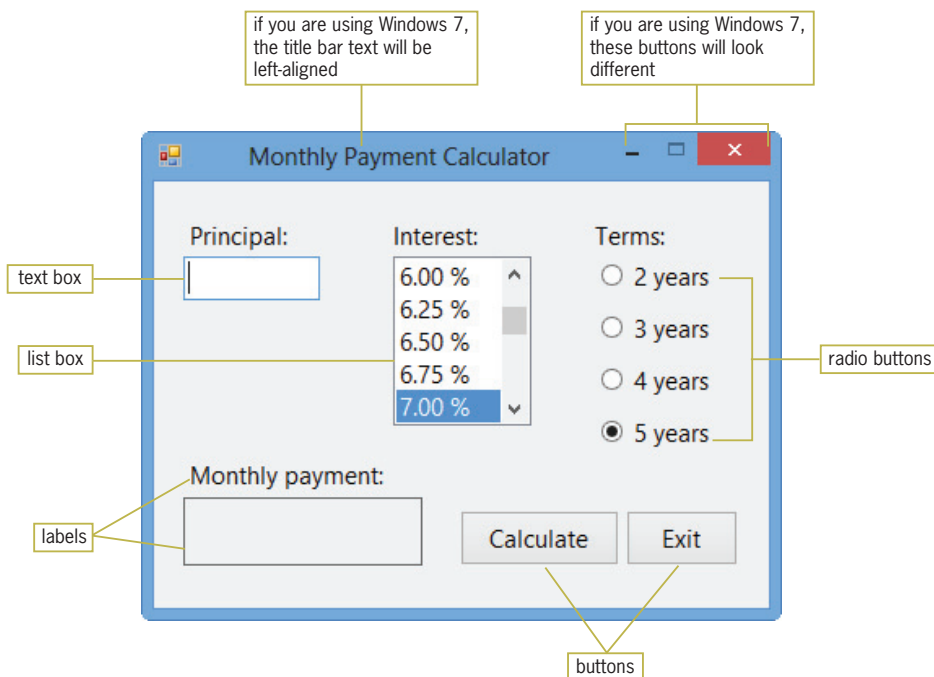 if you are using Windows 7,
the title bar text will be
left-aligned
if you are using Windows 7,
these buttons will look
different
Monthly Payment Calculator
Principal:
Interest:
Terms:
text box
6.00 %
6.25 %
6.50 %
6.75 %
7.00 %
2 years
3 years
4 years
5 years
list box
radio buttons
Monthly payment:
labels
Calculate
Exit
buttons